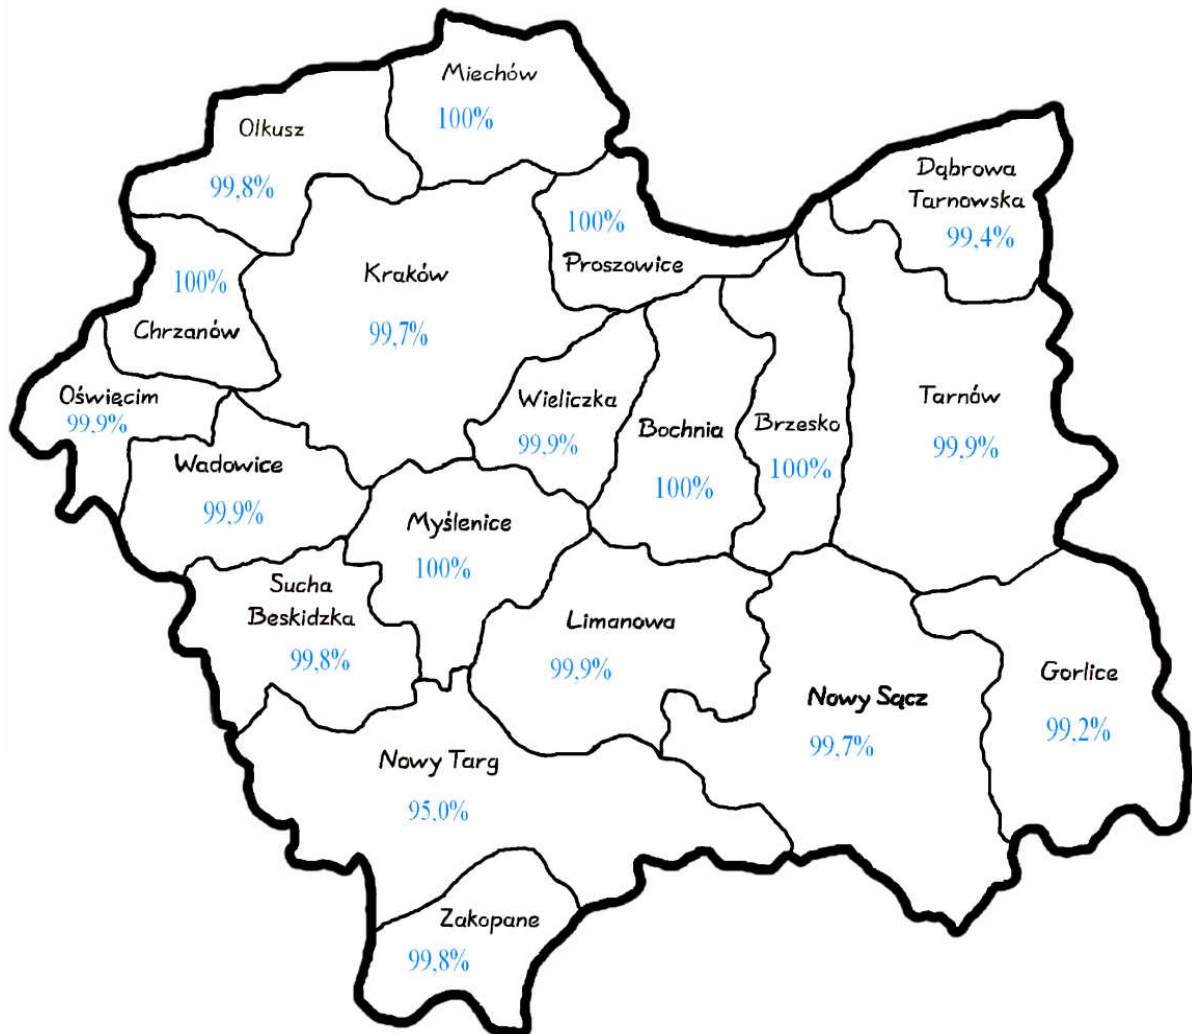 Miechów
100%
Olkusz
99,8%
Dąbrowa
Tarnowska
99,4%
100%
Proszowice
Kraków
99,7%
100%
Chrzanów
Oświęcim
99,9%
Wieliczka
99,9%
Bochnia
100%
Brzesko
100%
Tarnów
99,9%
Wadowice
99,9%
Myślenice
100%
Sucha
Beskidzka
99,8%
Limanowa
99,9%
Nowy Sącz
99,7%
Gorlice
99,2%
Nowy Targ
95,0%
Zakopane
99,8%